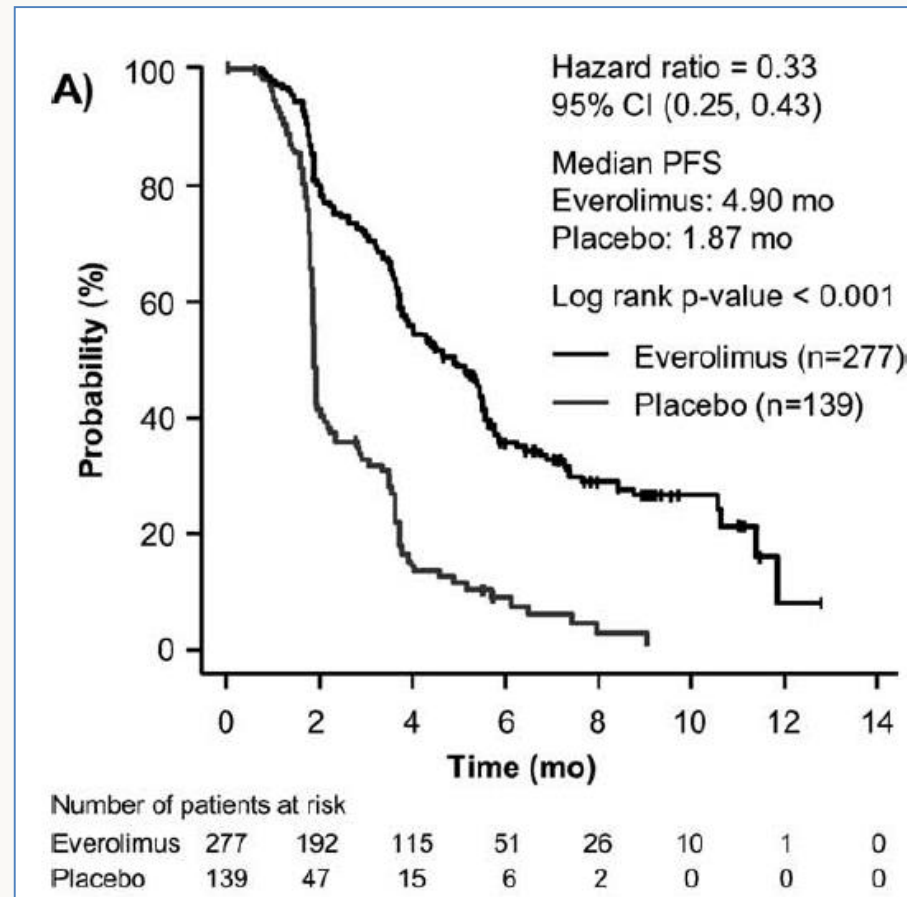 A)
Hazard ratio = 0.33
95% CI (0.25, 0.43)
Median PFS
Everolimus: 4.90 mo
Placebo: 1.87 mo
Log rank p-value < 0.001
Everolimus (n=277)
Placebo (n=139)
Probability (%)
100
80
60
40
20
0
0 2 4 6 8 10 12 14
Time (mo)
Number of patients at risk
Everolimus 277 192 115 51 26 10 1 0
Placebo 139 47 15 6 2 0 0 0